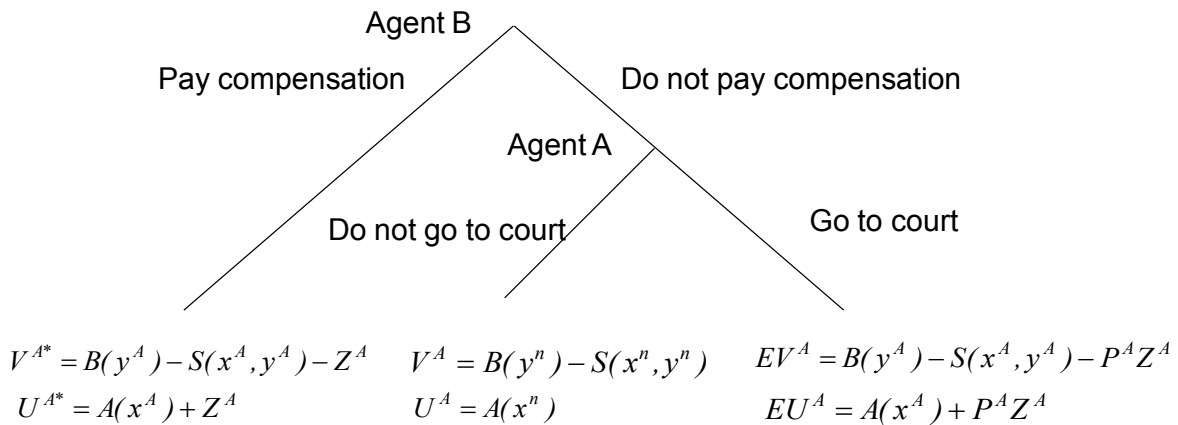 Agent B
Pay compensation
Do not pay compensation
Agent A
Do not go to court
Go to court
V^{A*} = B(y^A) − S(x^A, y^A) − Z^A
U^{A*} = A(x^A) + Z^A
V^A = B(y^n) − S(x^n, y^n)
U^A = A(x^n)
EV^A = B(y^A) − S(x^A, y^A) − P^A Z^A
EU^A = A(x^A) + P^A Z^A